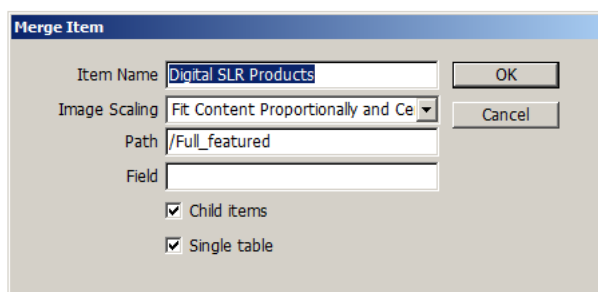 Merge Item
Item Name Digital SLR Products OK
Image Scaling Fit Content Proportionally and Ce Cancel
Path /Full_featured
Field
Child items
Single table